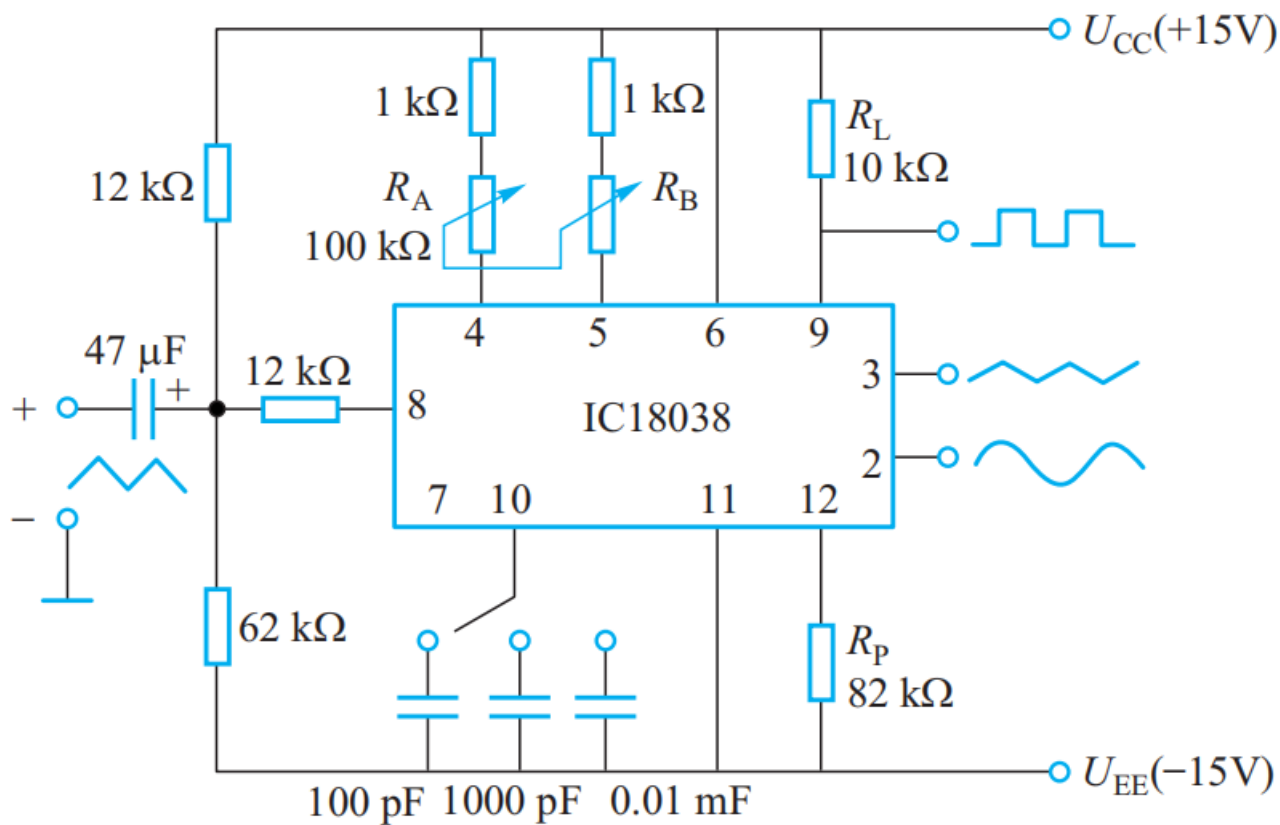 U_CC(+15V)
1 kΩ
1 kΩ
R_L
10 kΩ
12 kΩ
R_A
R_B
100 kΩ
4
5
6
9
47 μF
+
12 kΩ
3
+
8
IC18038
2
7
10
11
12
−
62 kΩ
R_P
82 kΩ
U_EE(−15V)
100 pF
1000 pF
0.01 mF